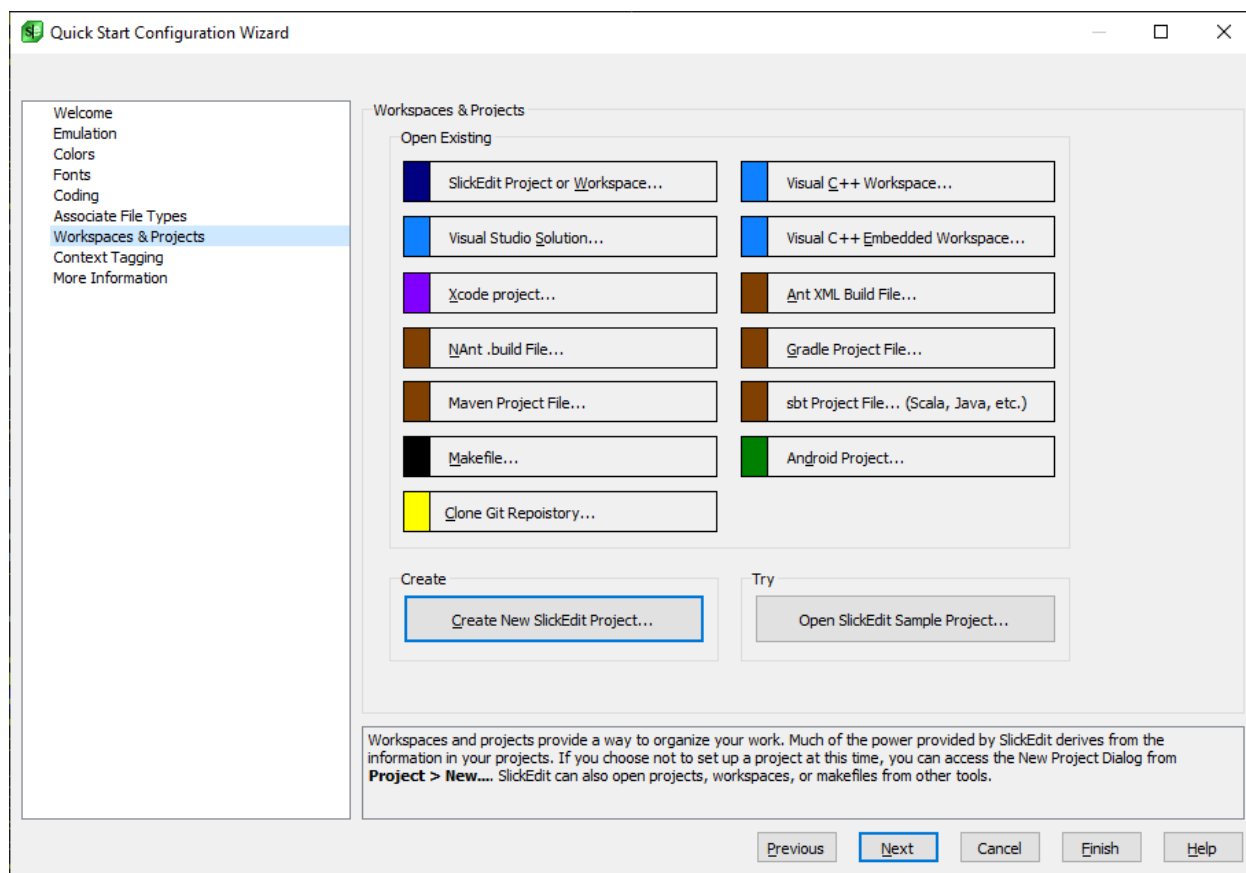 Quick Start Configuration Wizard
Welcome
Emulation
Colors
Fonts
Coding
Associate File Types
Workspaces & Projects
Context Tagging
More Information
Workspaces & Projects
Open Existing
SlickEdit Project or Workspace...
Visual C++ Workspace...
Visual Studio Solution...
Visual C++ Embedded Workspace...
Xcode project...
Ant XML Build File...
NAnt .build File...
Gradle Project File...
Maven Project File...
sbt Project File... (Scala, Java, etc.)
Makefile...
Android Project...
Clone Git Repoistory...
Create
Create New SlickEdit Project...
Try
Open SlickEdit Sample Project...
Workspaces and projects provide a way to organize your work. Much of the power provided by SlickEdit derives from the
information in your projects. If you choose not to set up a project at this time, you can access the New Project Dialog from
Project > New.... SlickEdit can also open projects, workspaces, or makefiles from other tools.
Previous
Next
Cancel
Finish
Help